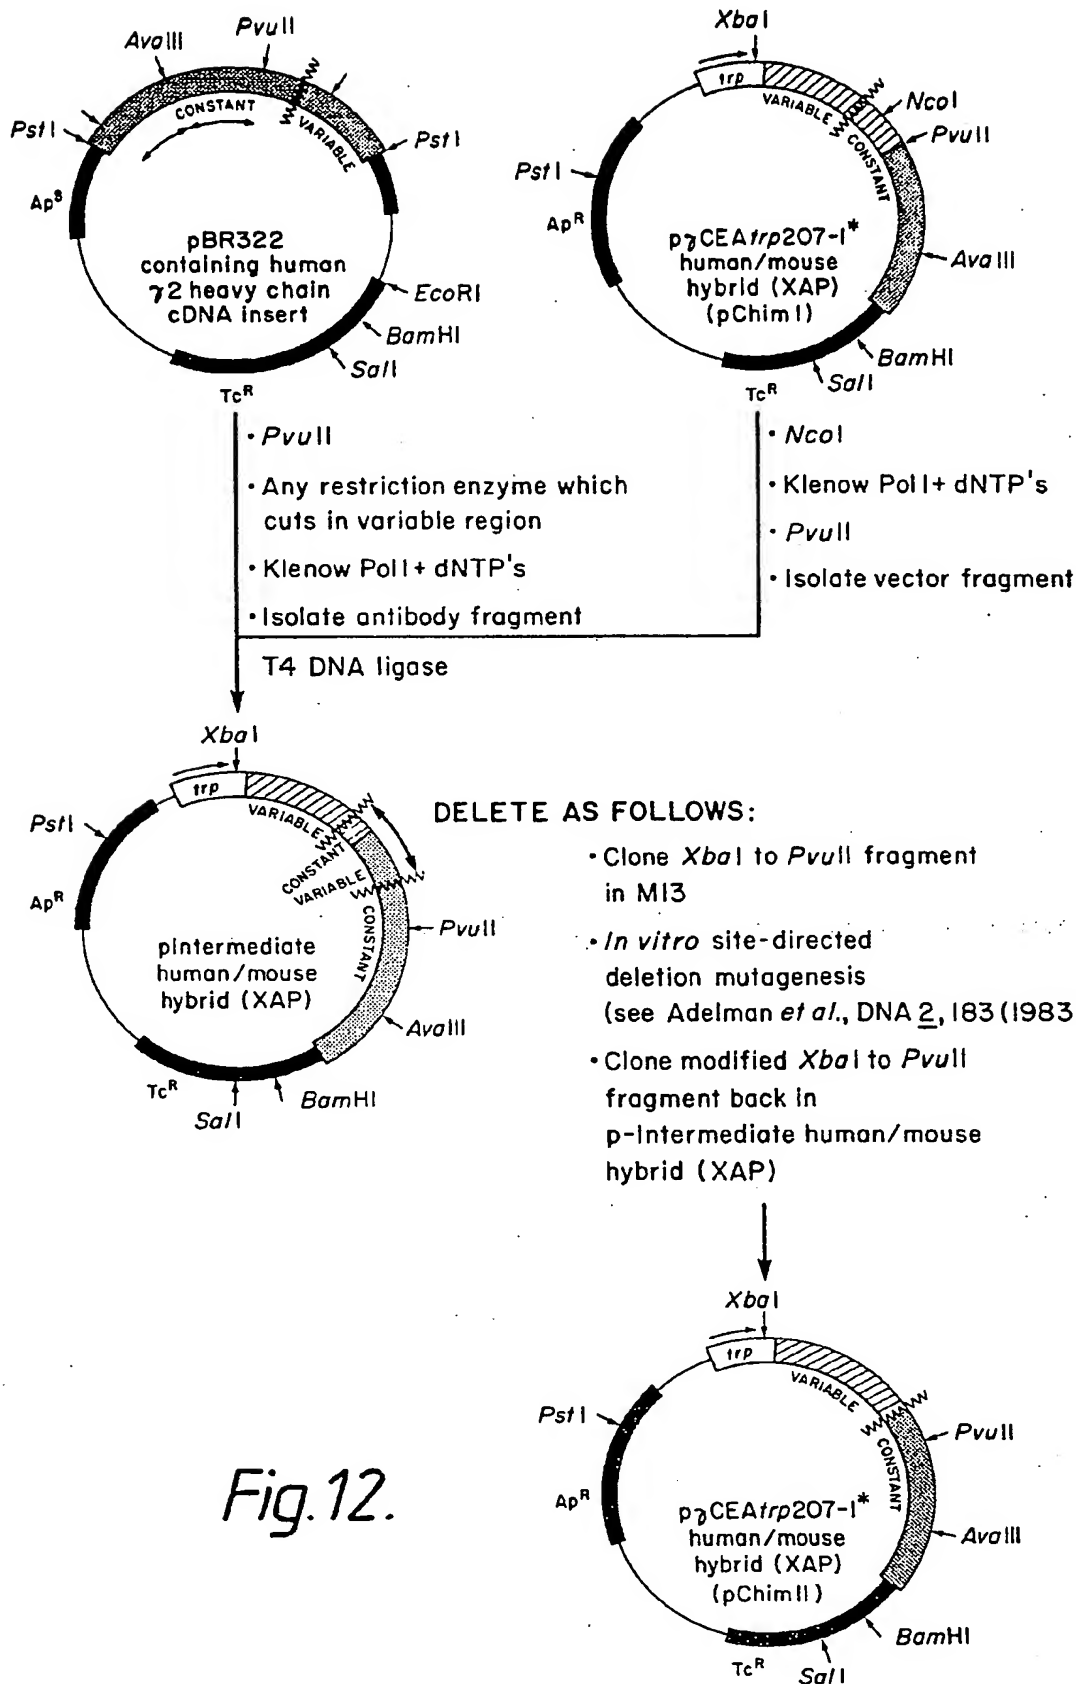 PvuII
AvaIII
PstI
CONSTANT
VARIABLE
PstI
Ap^S
pBR322
containing human
γ2 heavy chain
cDNA insert
EcoRI
BamHI
SalI
Tc^R
XbaI
trp
VARIABLE
CONSTANT
NcoI
PvuII
PstI
Ap^R
pγCEAtrp207-1*
human/mouse
hybrid (XAP)
(pChim1)
AvaIII
BamHI
SalI
Tc^R
• PvuII
• Any restriction enzyme which
cuts in variable region
• Klenow PolI+ dNTP's
• Isolate antibody fragment
• NcoI
• Klenow PolI+ dNTP's
• PvuII
• Isolate vector fragment
T4 DNA ligase
XbaI
trp
VARIABLE
CONSTANT
VARIABLE
CONSTANT
PstI
Ap^R
pIntermediate
human/mouse
hybrid (XAP)
PvuII
AvaIII
BamHI
SalI
Tc^R
DELETE AS FOLLOWS:
• Clone XbaI to PvuII fragment
in M13
• In vitro site-directed
deletion mutagenesis
(see Adelman et al., DNA 2, 183 (1983
• Clone modified XbaI to PvuII
fragment back in
p-Intermediate human/mouse
hybrid (XAP)
XbaI
trp
VARIABLE
CONSTANT
PstI
Ap^R
pγCEAtrp207-1*
human/mouse
hybrid (XAP)
(pChimII)
PvuII
AvaIII
BamHI
SalI
Tc^R
Fig.12.